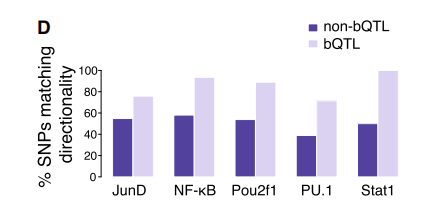 D
non-bQTL
bQTL
% SNPs matching
directionality
100
80
60
40
20
0
JunD NF-κB Pou2f1 PU.1 Stat1